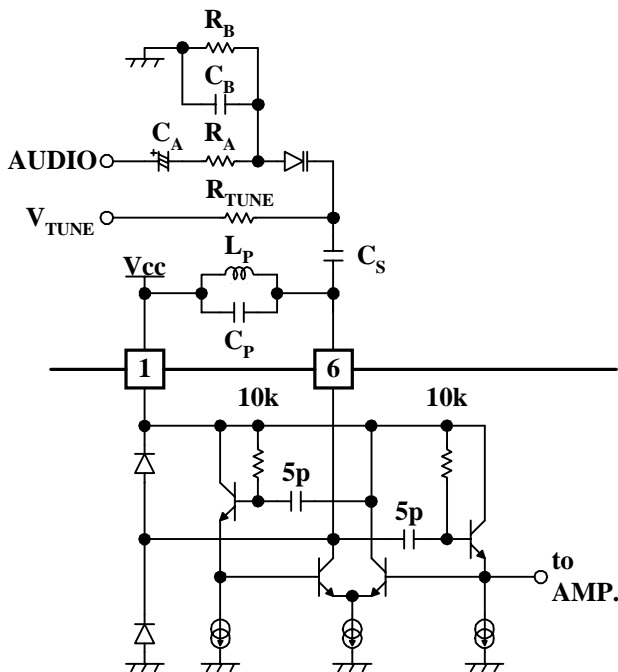 R_B
C_B
C_A R_A
AUDIO
R_TUNE
V_TUNE
L_P
Vcc
C_S
C_P
1 6
10k 10k
5p
5p
to
AMP.